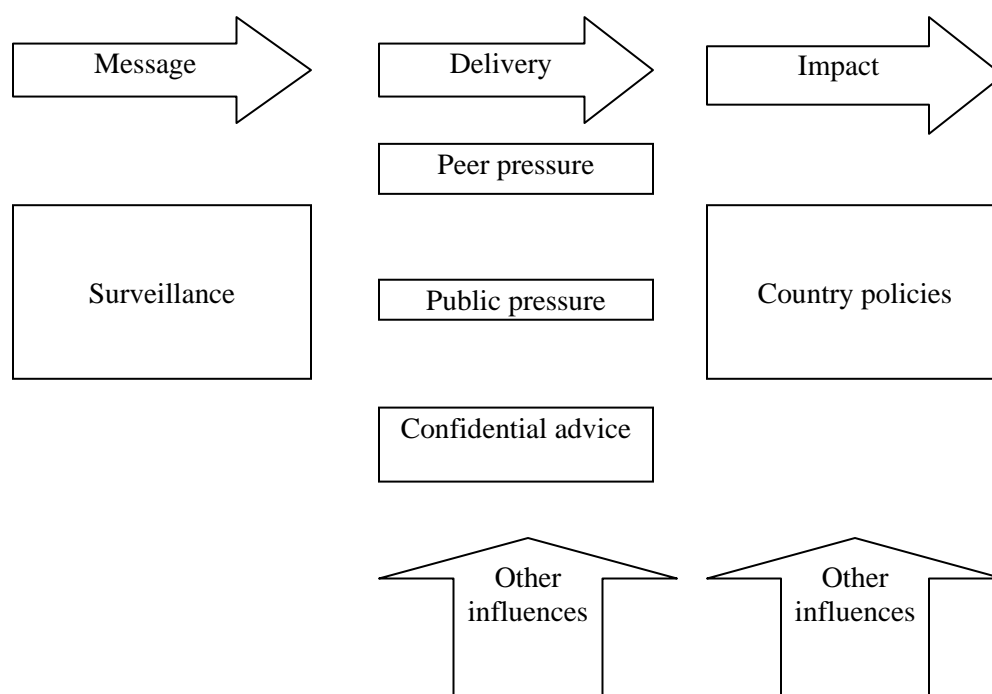 Message
Delivery
Impact
Peer pressure
Surveillance
Public pressure
Country policies
Confidential advice
Other
influences
Other
influences